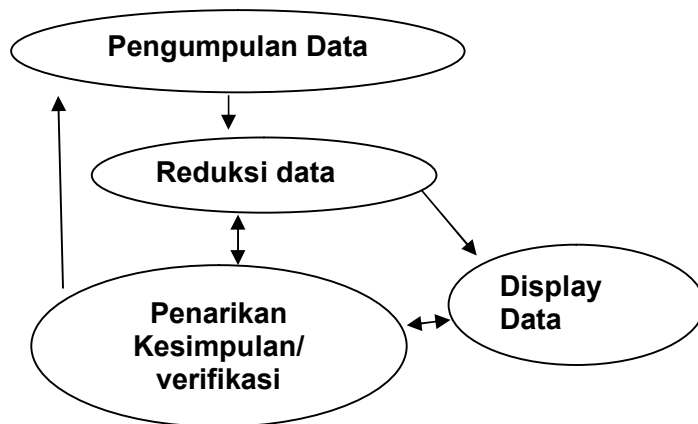 Pengumpulan Data
Reduksi data
Display
Data
Penarikan
Kesimpulan/
verifikasi